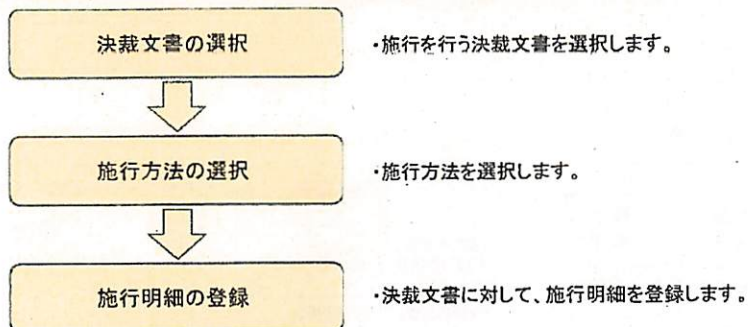 決裁文書の選択
・施行を行う決裁文書を選択します。
施行方法の選択
・施行方法を選択します。
施行明細の登録
・決裁文書に対して、施行明細を登録します。